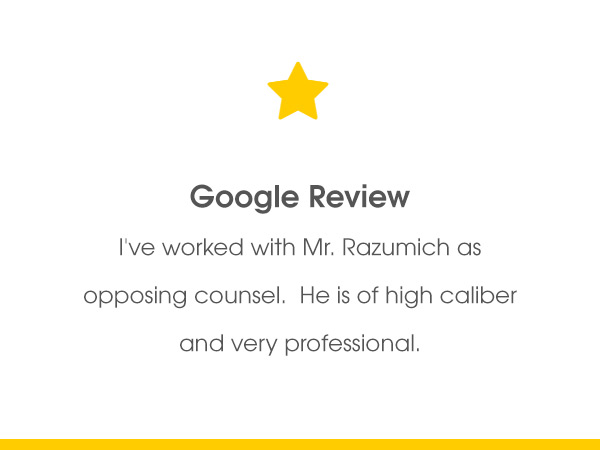 Google Review
I've worked with Mr. Razumich as
opposing counsel.  He is of high caliber
and very professional.